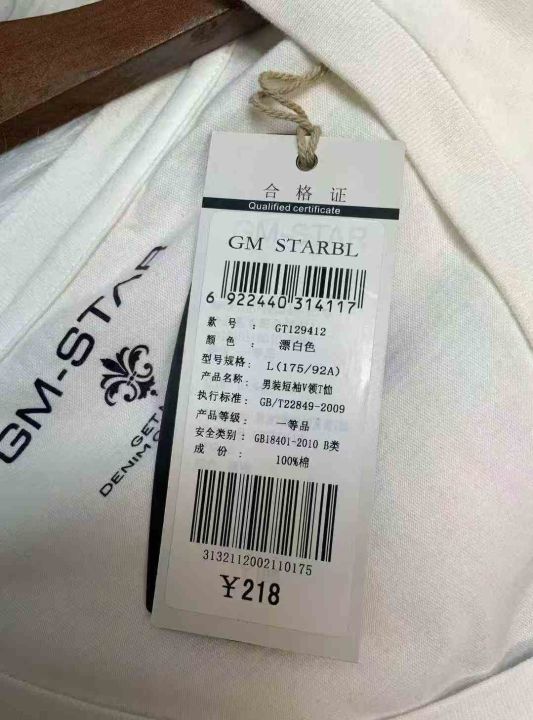 合格证
Qualified certificate
GM STARBL
6 922440 314117
款 号 : GT129412
颜 色 : 漂白色
型号规格: L(175/92A)
产品名称: 男装短袖V领T恤
执行标准: GB/T22849-2009
产品等级: 一等品
安全类别: GB18401-2010 B类
成 份 : 100%棉
3132112002110175
¥218
GM-STAR
GET
DENIM